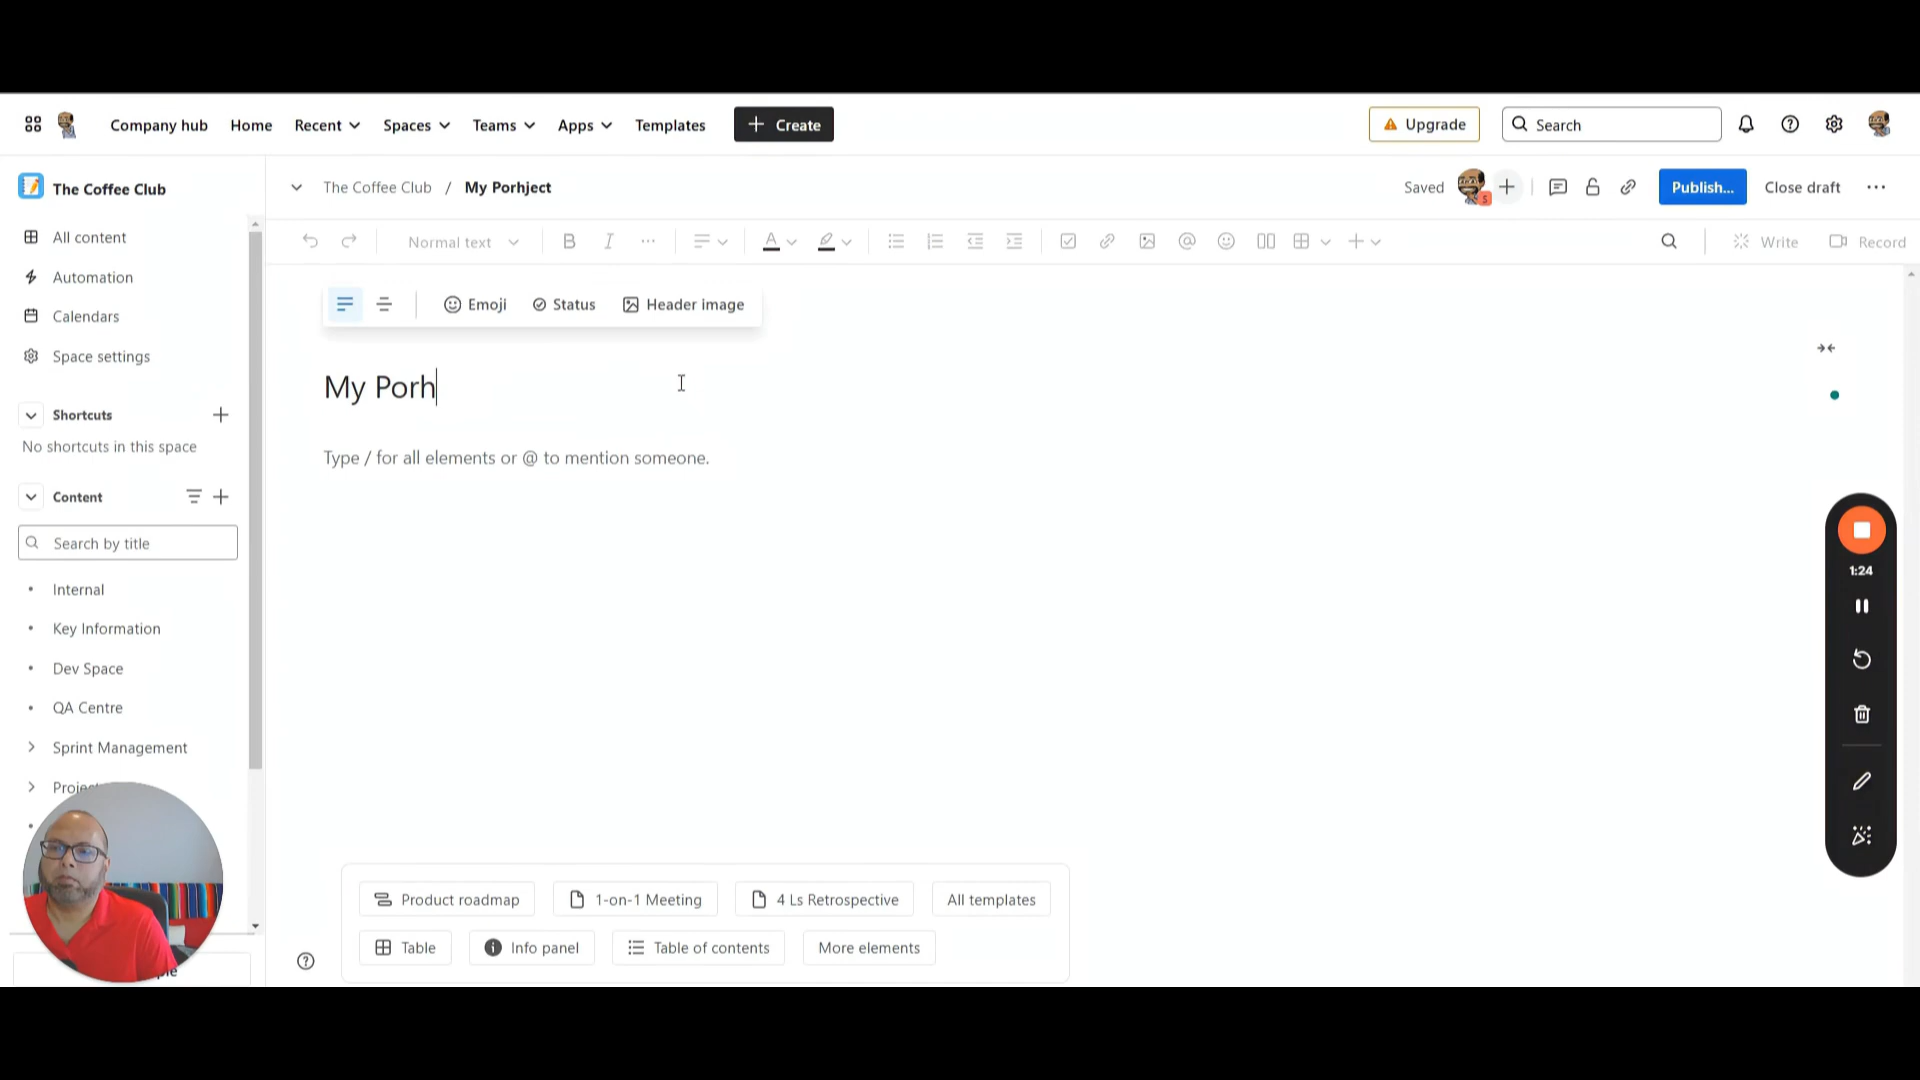 Company hub Home Recent Spaces Teams Apps Templates + Create Upgrade Search
The Coffee Club
The Coffee Club / My Porhject Saved Publish... Close draft
All content
Automation
Calendars
Space settings
Normal text Write Record
Emoji Status Header image
My Porh
Type / for all elements or @ to mention someone.
Shortcuts
No shortcuts in this space
Content
Search by title
Internal
Key Information
Dev Space
QA Centre
Sprint Management
1:24
Product roadmap 1-on-1 Meeting 4 Ls Retrospective All templates
Table Info panel Table of contents More elements